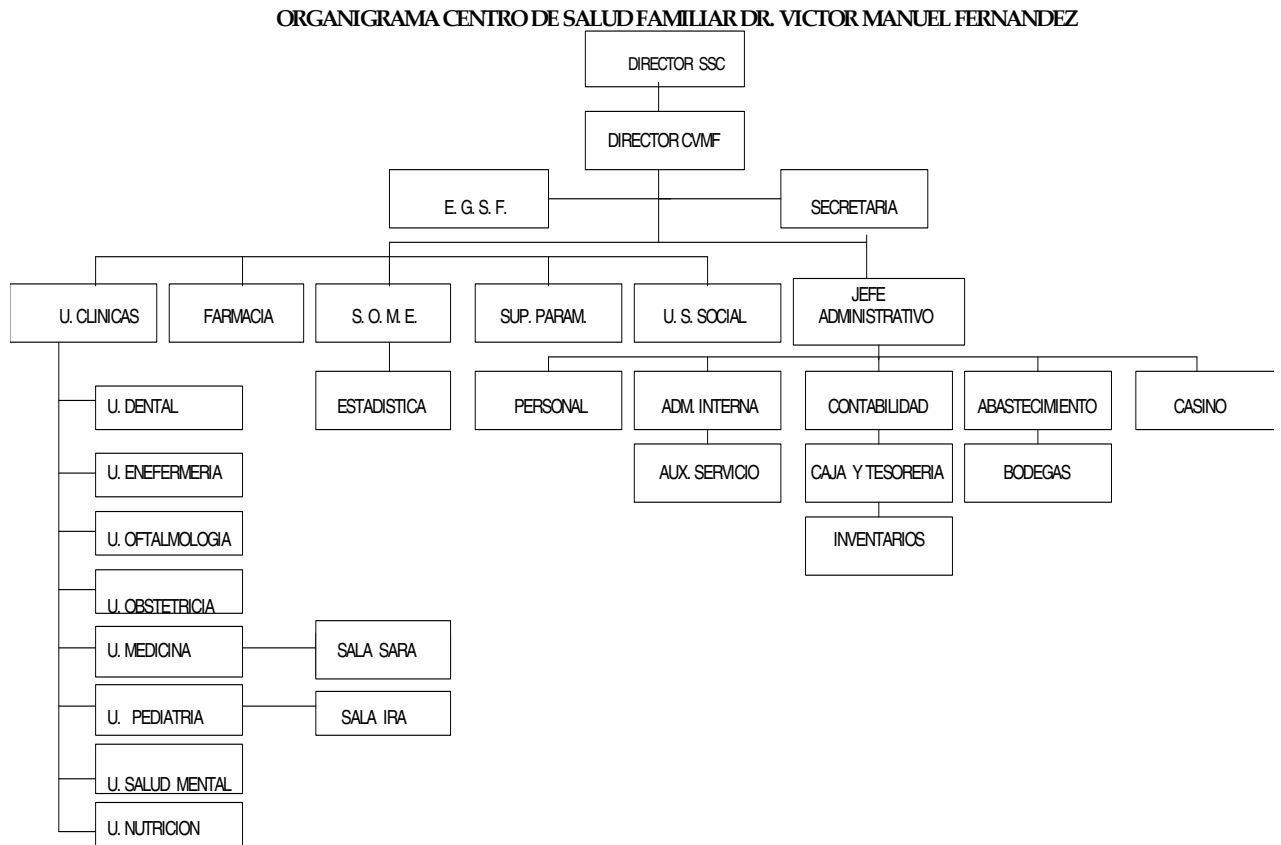 ORGANIGRAMA CENTRO DE SALUD FAMILIAR DR. VICTOR MANUEL FERNANDEZ
DIRECTOR SSC
DIRECTOR CVMF
E. G. S. F.
SECRETARIA
U. CLINICAS
FARMACIA
S. O. M. E.
SUP. PARAM.
U. S. SOCIAL
JEFE
ADMINISTRATIVO
U. DENTAL
ESTADISTICA
PERSONAL
ADM. INTERNA
CONTABILIDAD
ABASTECIMIENTO
CASINO
U. ENEFERMERIA
AUX. SERVICIO
CAJA Y TESORERIA
BODEGAS
U. OFTALMOLOGIA
INVENTARIOS
U. OBSTETRICIA
U. MEDICINA
SALA SARA
U. PEDIATRIA
SALA IRA
U. SALUD MENTAL
U. NUTRICION